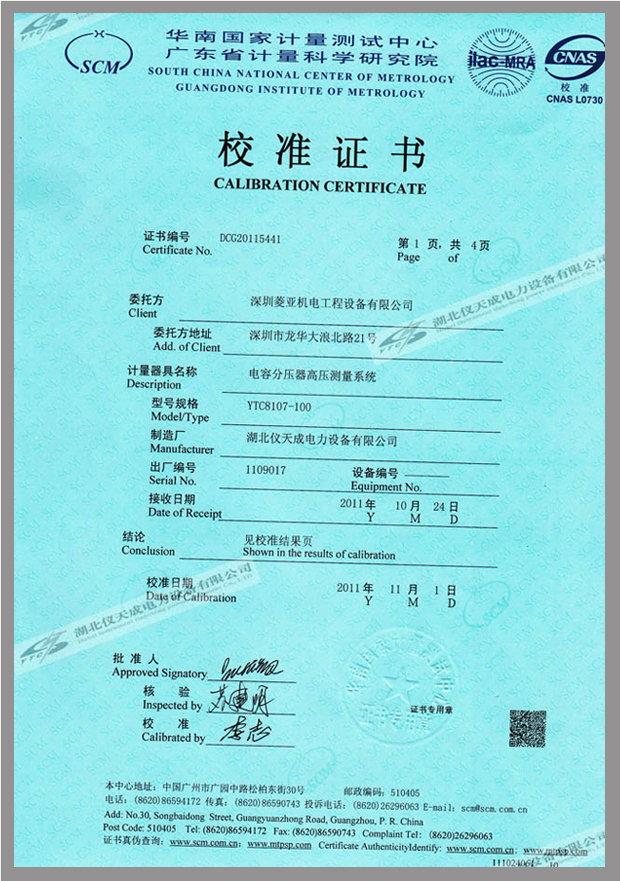 SCM
华南国家计量测试中心
广东省计量科学研究院
SOUTH CHINA NATIONAL CENTER OF METROLOGY
GUANGDONG INSTITUTE OF METROLOGY
ilac-MRA
CNAS
校 准
CNAS L0730
校准证书
CALIBRATION CERTIFICATE
证书编号 DCG20115441
Certificate No.
第 1 页，共 4 页
Page of
委托方 深圳菱亚机电工程设备有限公司
Client
委托方地址 深圳市龙华大浪北路21号
Add. of Client
计量器具名称 电容分压器高压测量系统
Description
型号规格 YTC8107-100
Model/Type
制造厂 湖北仪天成电力设备有限公司
Manufacturer
出厂编号 1109017 设备编号
Serial No. Equipment No.
接收日期 2011 年 10 月 24 日
Date of Receipt Y M D
结论 见校准结果页
Conclusion Shown in the results of calibration
校准日期 2011 年 11 月 1 日
Date of Calibration Y M D
湖北仪天成电力设备有限公司
湖北仪天成电力设备有限公司
批 准 人
Approved Signatory
核 验
Inspected by
校 准
Calibrated by
证书专用章
本中心地址：中国广州市广园中路松柏东街30号 邮政编码：510405
电话：(8620)86594172 传真：(8620)86590743 投诉电话：(8620)26296063 E-mail: scm@scm.com.cn
Add: No.30, Songbaidong Street, Guangyuanzhong Road, Guangzhou, P. R. China
Post Code: 510405 Tel: (8620)86594172 Fax: (8620)86590743 Complaint Tel: (8620)26296063
证书真伪查询：www.scm.com.cn; www.mtpsp.com Certificate AuthenticityIdentify: www.scm.com.cn; www.mtpsp.com